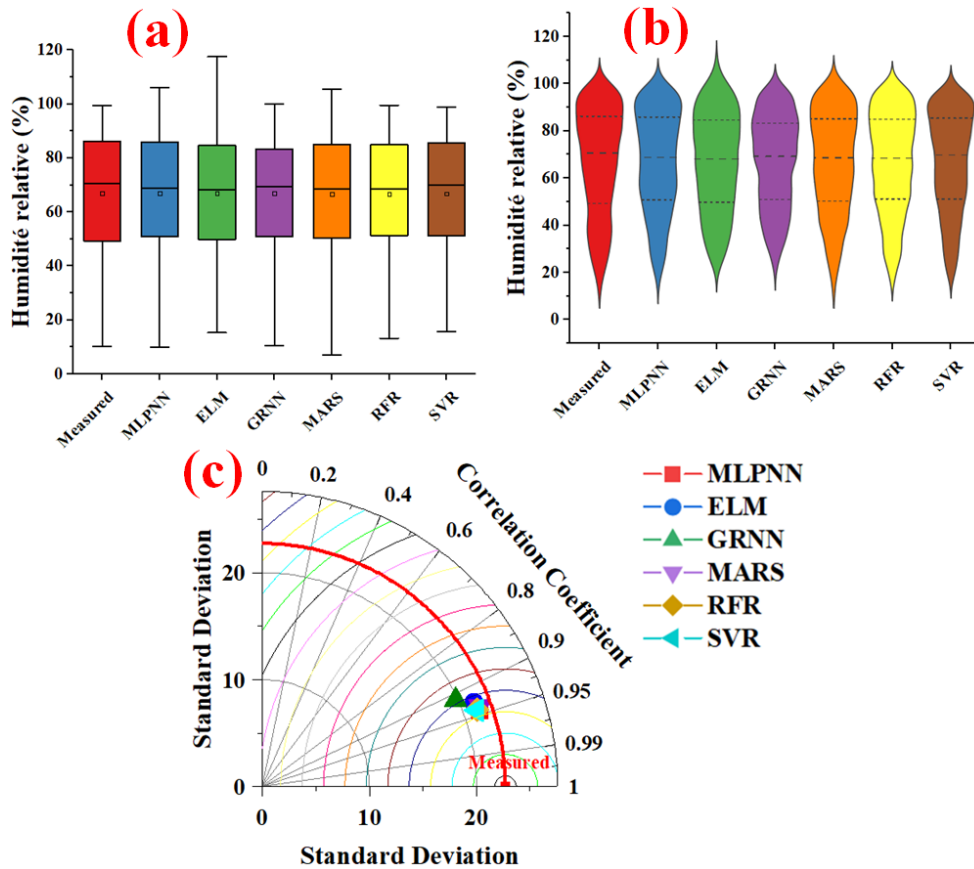 (a)
Humidité relative (%)
120
100
80
60
40
20
0
Measured
MLPNN
ELM
GRNN
MARS
RFR
SVR
(b)
Humidité relative (%)
120
100
80
60
40
20
0
Measured
MLPNN
ELM
GRNN
MARS
RFR
SVR
(c)
Standard Deviation
20
10
0
0
10
20
Standard Deviation
0
0.2
0.4
0.6
0.8
0.9
0.95
0.99
1
Correlation Coefficient
Measured
MLPNN
ELM
GRNN
MARS
RFR
SVR